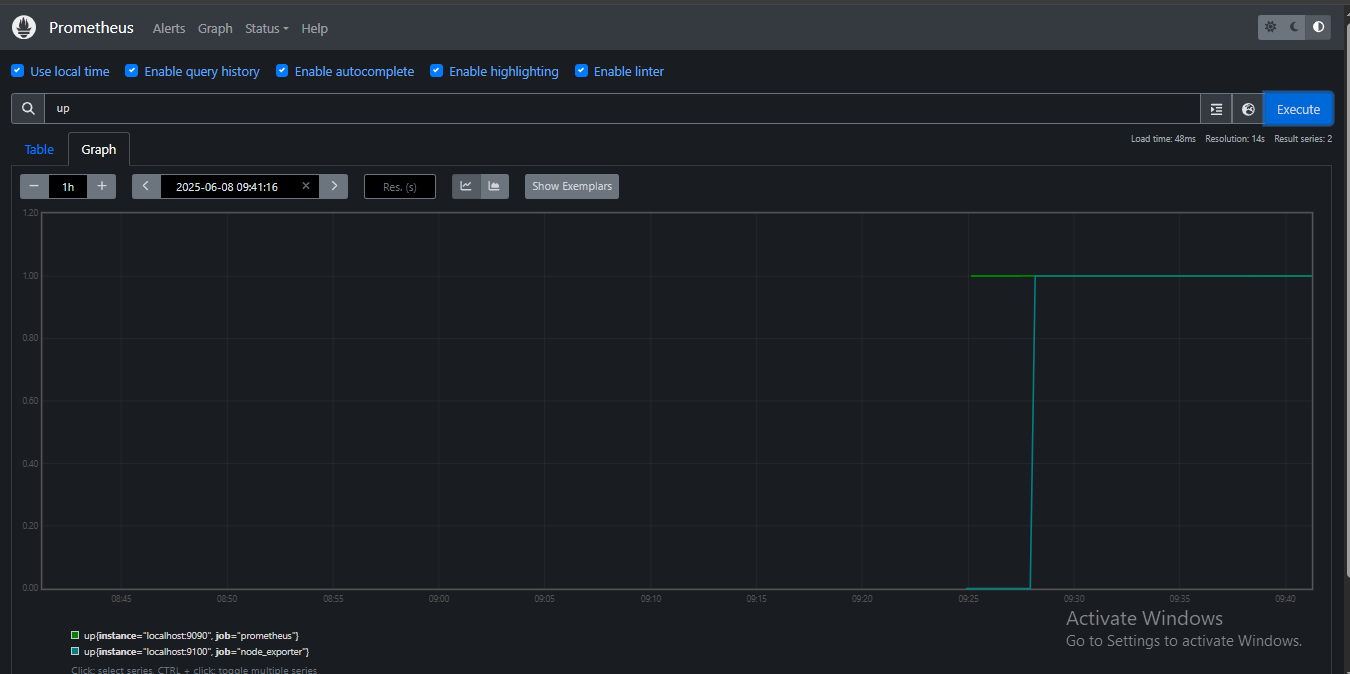 Prometheus Alerts Graph Status Help
Use local time Enable query history Enable autocomplete Enable highlighting Enable linter
up Execute
Load time: 48ms Resolution: 14s Result series: 2
Table Graph
− 1h + 2025-06-08 09:41:16 × Res. (s) Show Exemplars
1.20
1.00
0.80
0.60
0.40
0.20
0.00
08:45 08:50 08:55 09:00 09:05 09:10 09:15 09:20 09:25 09:30 09:35 09:40
up{instance="localhost:9090", job="prometheus"}
up{instance="localhost:9100", job="node_exporter"}
Click: select series, CTRL + click: toggle multiple series
Activate Windows
Go to Settings to activate Windows.